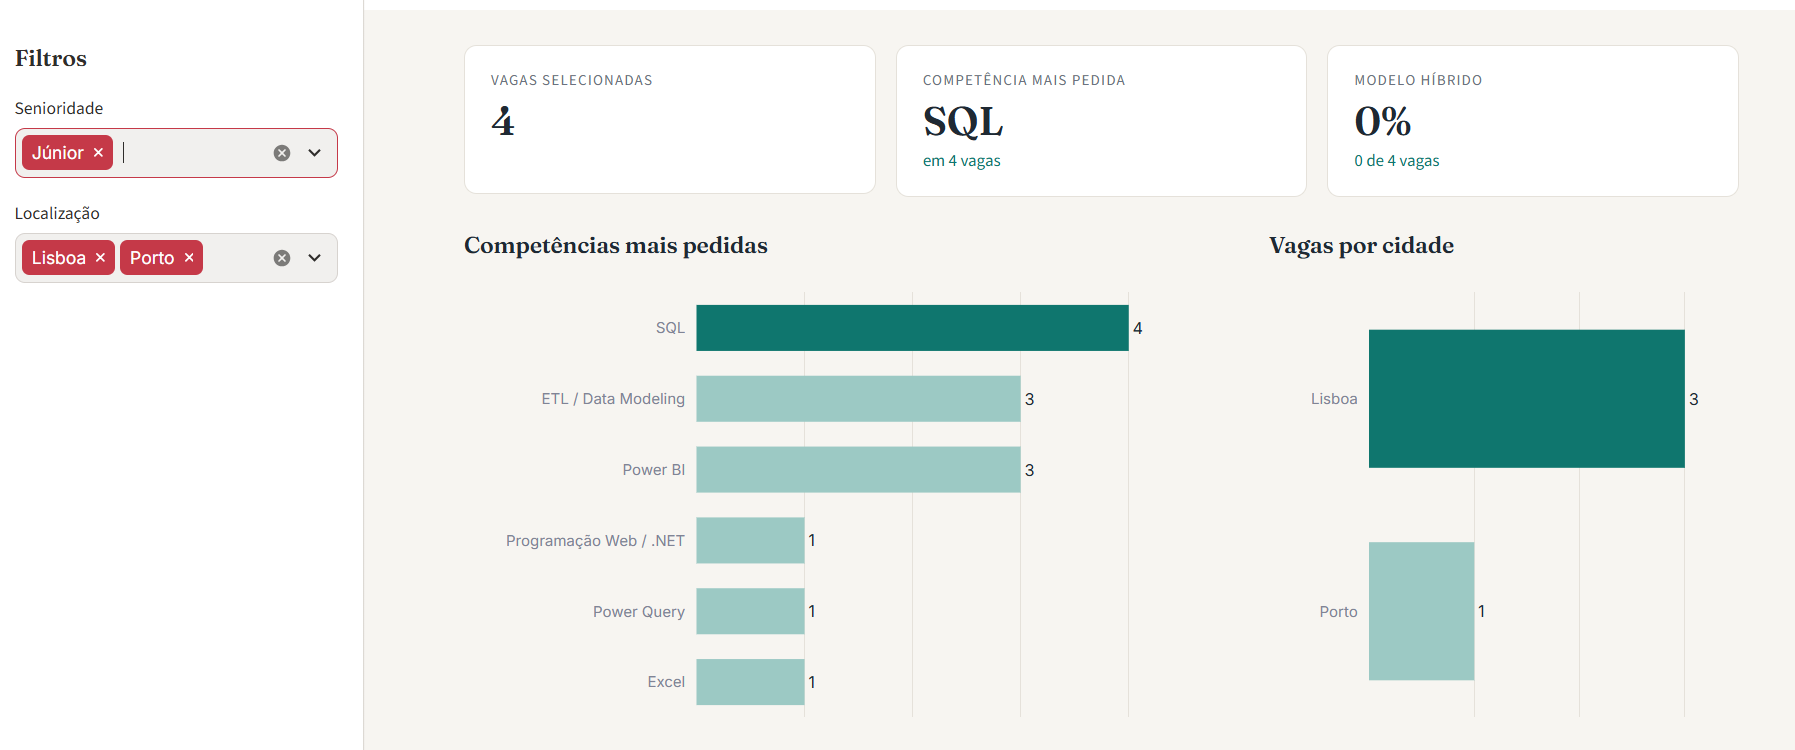 Filtros
Senioridade
Júnior ×
Localização
Lisboa × Porto ×
VAGAS SELECIONADAS
4
COMPETÊNCIA MAIS PEDIDA
SQL
em 4 vagas
MODELO HÍBRIDO
0%
0 de 4 vagas
Competências mais pedidas
SQL 4
ETL / Data Modeling 3
Power BI 3
Programação Web / .NET 1
Power Query 1
Excel 1
Vagas por cidade
Lisboa 3
Porto 1